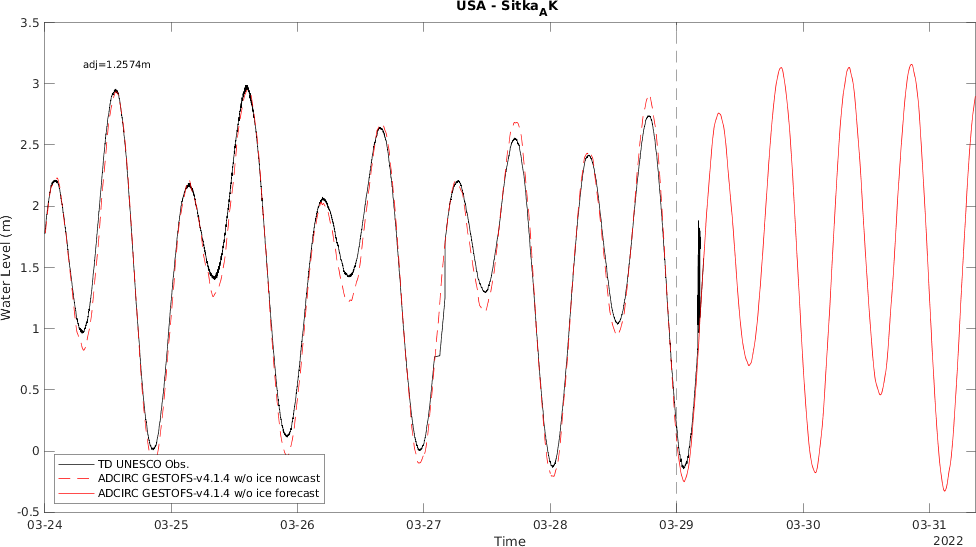 USA - SitkaAK
3.5
adj=1.2574m
3
2.5
2
1.5
1
0.5
0
-0.5
Water Level (m)
TD UNESCO Obs.
ADCIRC GESTOFS-v4.1.4 w/o ice nowcast
ADCIRC GESTOFS-v4.1.4 w/o ice forecast
03-24 03-25 03-26 03-27 03-28 03-29 03-30 03-31
Time
2022